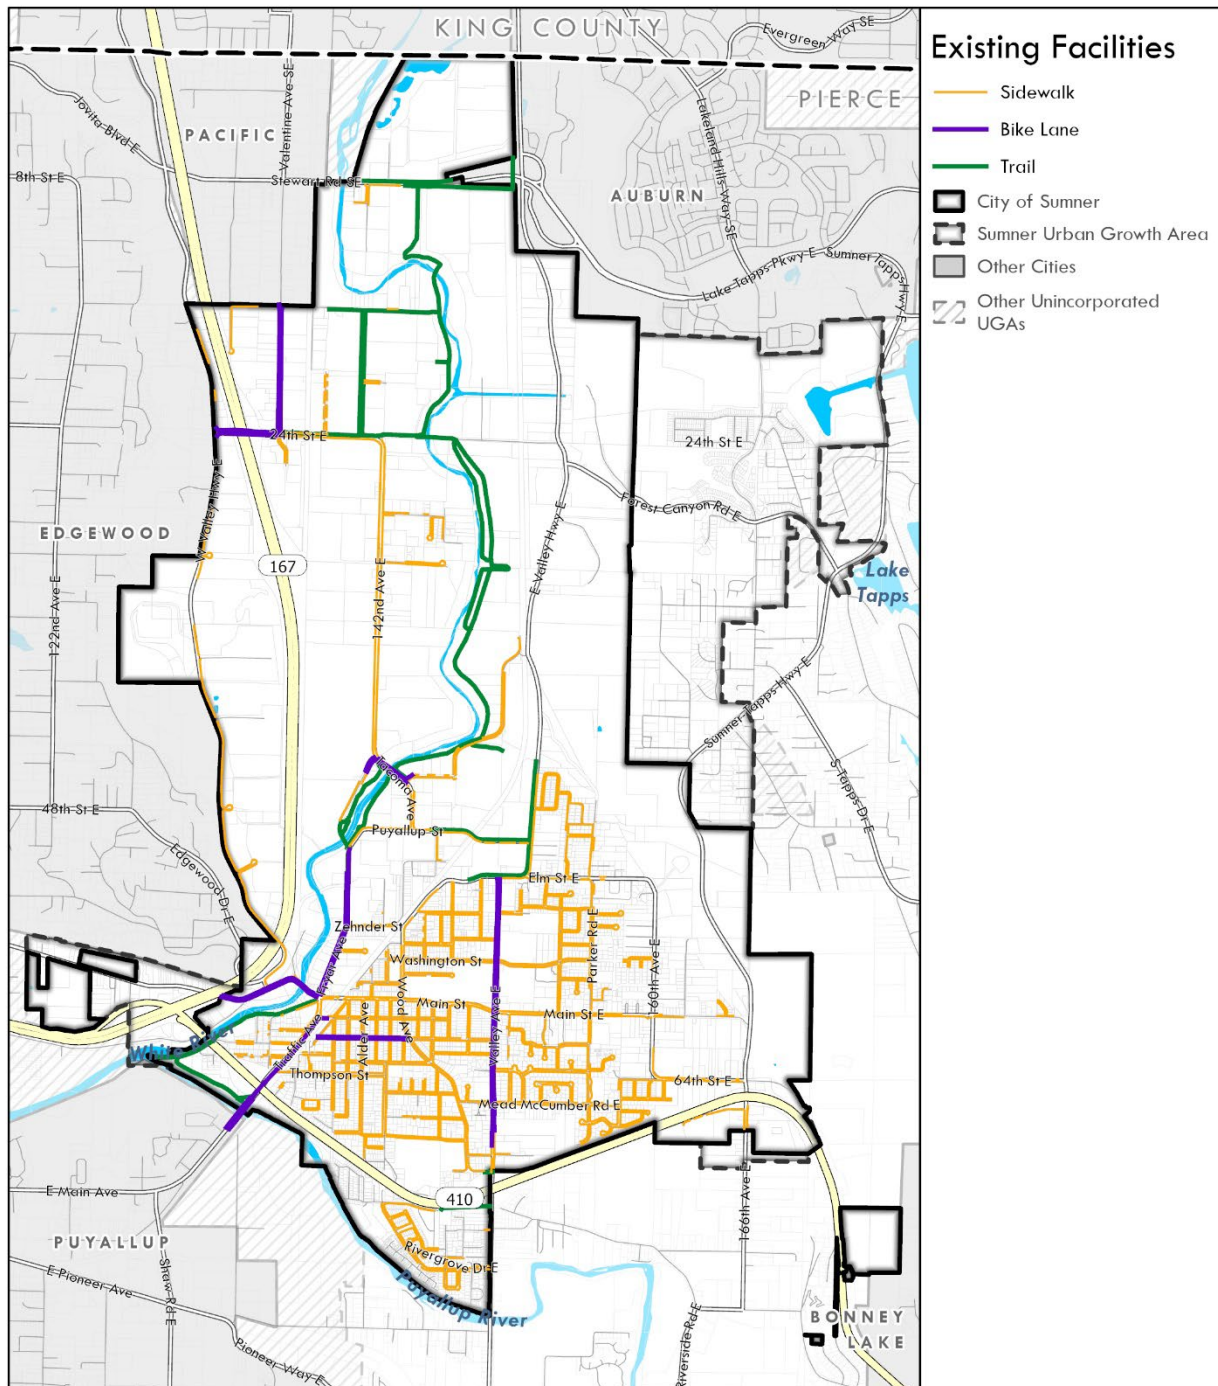 KING COUNTY
Evergreen Way SE
PIERCE
Jovita Blvd E
Valentine Ave SE
PACIFIC
Lakeland Hills Way SE
8th St E
Stewart Rd SE
AUBURN
Lake Tapps Pkwy E
Sumner Tapps Hwy E
24th St E
24th St E
W Valley Hwy E
E Valley Hwy E
Forest Canyon Rd E
EDGEWOOD
167
142nd Ave E
122nd Ave E
Lake
Tapps
Sumner Tapps Hwy E
S Tapps Dr E
Tacoma Ave
48th St E
Puyallup St
Edgewood Dr E
Elm St E
Zehnder St
Parker Rd E
160th Ave E
Washington St
Fryar Ave
Wood Ave
Main St
Main St E
Valley Ave E
Alder Ave
Traffic Ave
White River
Thompson St
64th St E
Mead McCumber Rd E
E Main Ave
410
166th Ave E
PUYALLUP
Rivergrove Dr E
E Pioneer Ave
Shaw Rd E
Puyallup River
Riverside Rd E
BONNEY
LAKE
Pioneer Way E
Existing Facilities
Sidewalk
Bike Lane
Trail
City of Sumner
Sumner Urban Growth Area
Other Cities
Other Unincorporated
UGAs